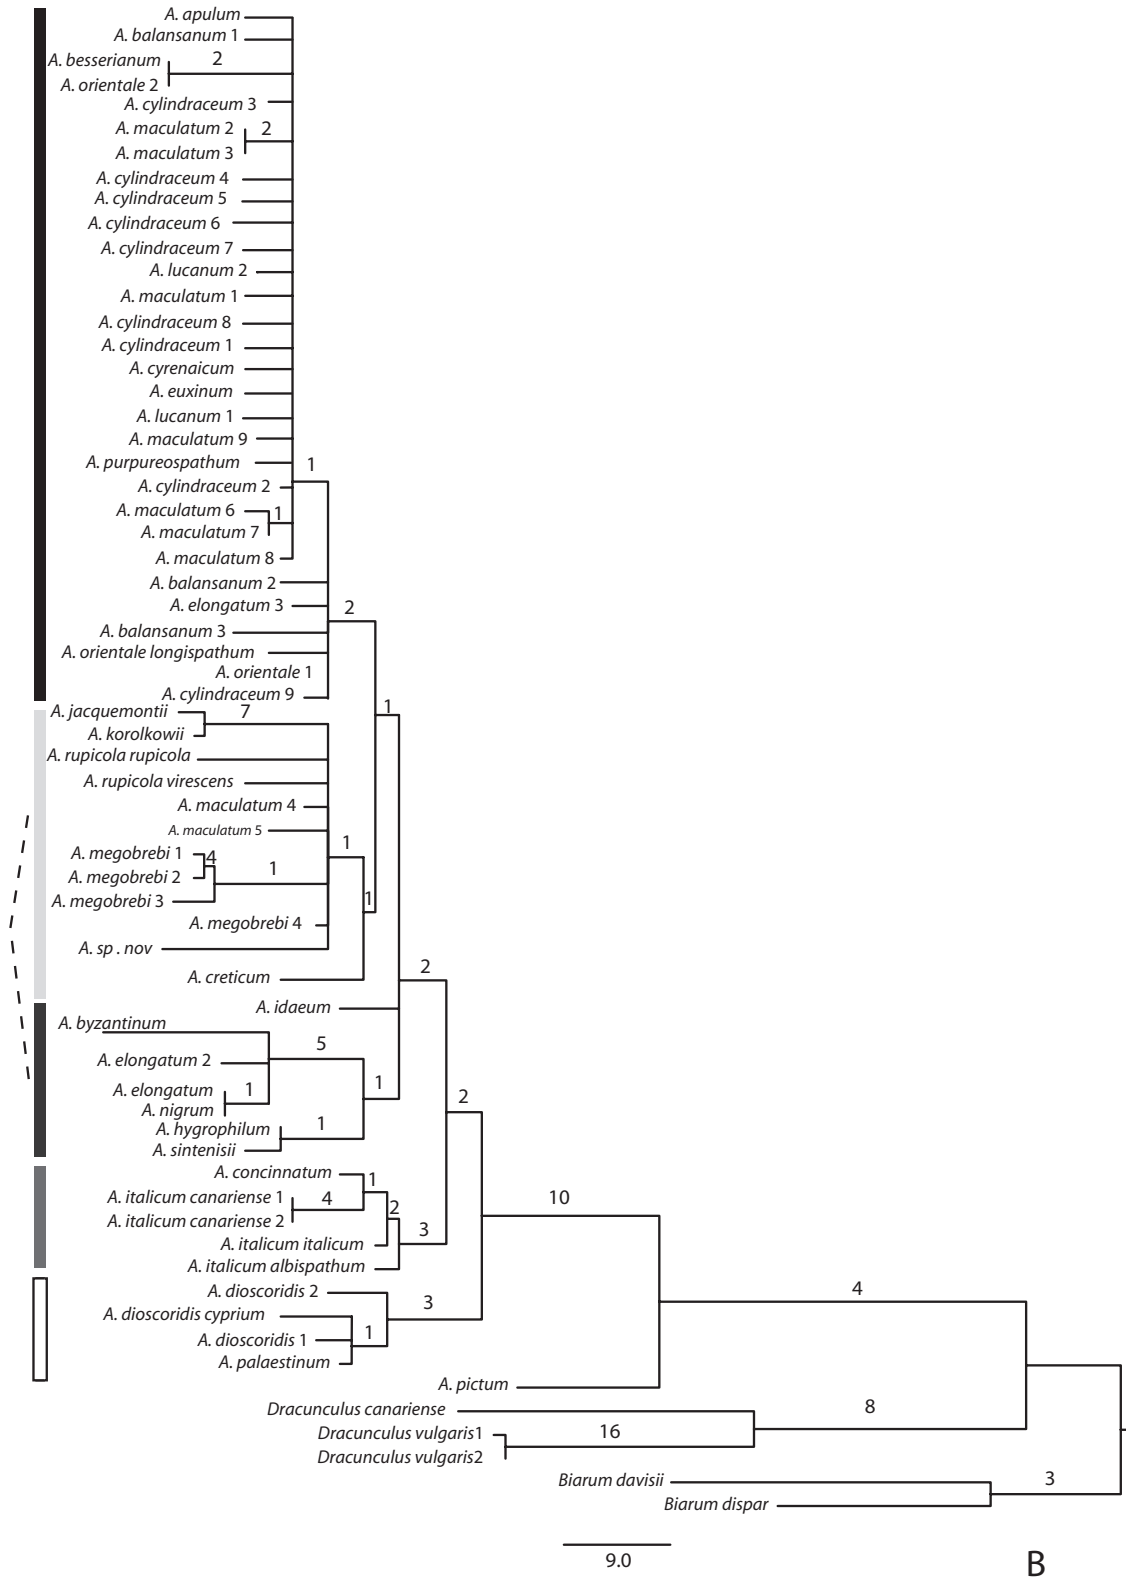 A. apulum
A. balansanum 1
A. besserianum
2
A. orientale 2
A. cylindraceum 3
A. maculatum 2
2
A. maculatum 3
A. cylindraceum 4
A. cylindraceum 5
A. cylindraceum 6
A. cylindraceum 7
A. lucanum 2
A. maculatum 1
A. cylindraceum 8
A. cylindraceum 1
A. cyrenaicum
A. euxinum
A. lucanum 1
A. maculatum 9
A. purpureospathum
1
A. cylindraceum 2
A. maculatum 6
1
A. maculatum 7
A. maculatum 8
A. balansanum 2
A. elongatum 3
2
A. balansanum 3
A. orientale longispathum
A. orientale 1
A. cylindraceum 9
A. jacquemontii
7
1
A. korolkowii
A. rupicola rupicola
A. rupicola virescens
A. maculatum 4
A. maculatum 5
1
A. megobrebi 1
4
1
A. megobrebi 2
A. megobrebi 3
1
A. megobrebi 4
A. sp . nov
2
A. creticum
A. idaeum
A. byzantinum
5
A. elongatum 2
1
A. elongatum
1
2
A. nigrum
A. hygrophilum
1
A. sintenisii
A. concinnatum
1
A. italicum canariense 1
4
2
10
A. italicum canariense 2
3
A. italicum italicum
A. italicum albispathum
A. dioscoridis 2
4
3
A. dioscoridis cyprium
1
A. dioscoridis 1
A. palaestinum
A. pictum
Dracunculus canariense
8
Dracunculus vulgaris1
16
Dracunculus vulgaris2
Biarum davisii
3
Biarum dispar
9.0
B